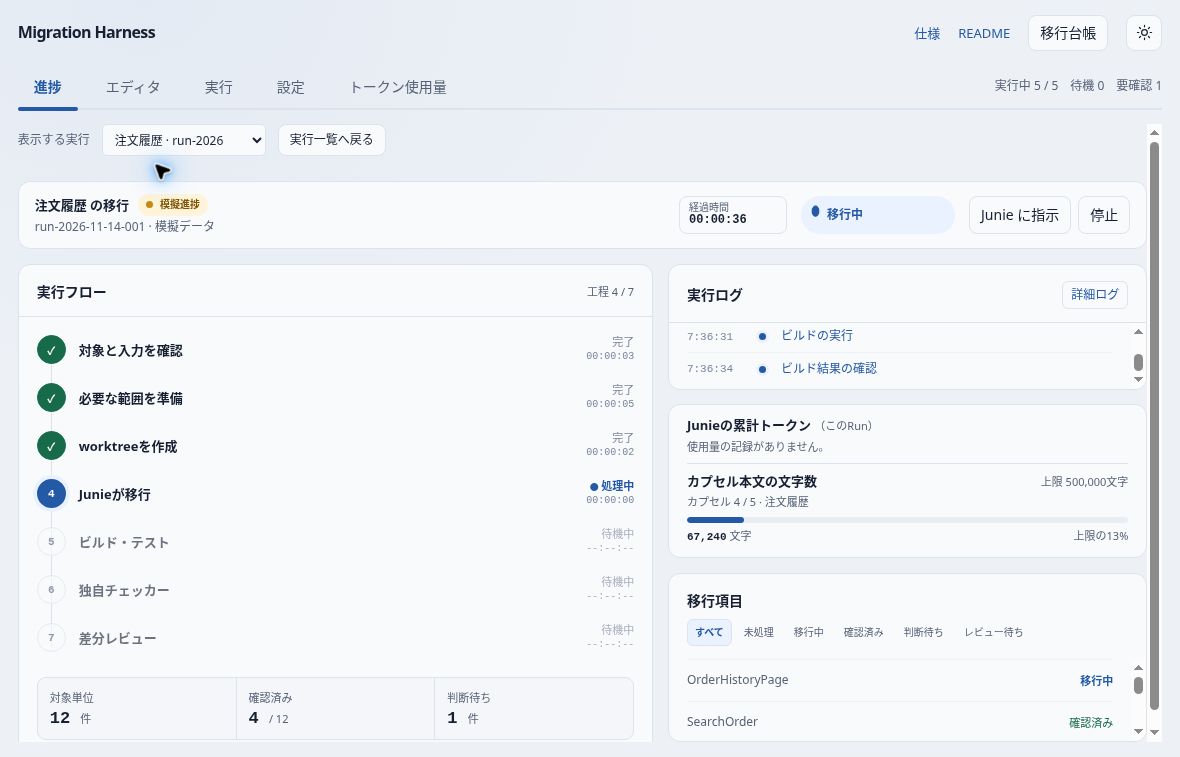 Migration Harness
仕様 README 移行台帳
進捗 エディタ 実行 設定 トークン使用量
実行中 5 / 5 待機 0 要確認 1
表示する実行 注文履歴 · run-2026 実行一覧へ戻る
注文履歴 の移行 模擬進捗
run-2026-11-14-001 · 模擬データ
経過時間
00:00:36
移行中
Junie に指示
停止
実行フロー 工程 4 / 7
✓ 対象と入力を確認 完了
00:00:03
✓ 必要な範囲を準備 完了
00:00:05
✓ worktreeを作成 完了
00:00:02
4 Junieが移行 処理中
00:00:00
5 ビルド・テスト 待機中
--:--:--
6 独自チェッカー 待機中
--:--:--
7 差分レビュー 待機中
--:--:--
対象単位
12 件
確認済み
4 / 12
判断待ち
1 件
実行ログ 詳細ログ
7:36:31 ビルドの実行
7:36:34 ビルド結果の確認
Junieの累計トークン （このRun）
使用量の記録がありません。
カプセル本文の文字数 上限 500,000文字
カプセル 4 / 5 · 注文履歴
67,240 文字 上限の13%
移行項目
すべて 未処理 移行中 確認済み 判断待ち レビュー待ち
OrderHistoryPage 移行中
SearchOrder 確認済み